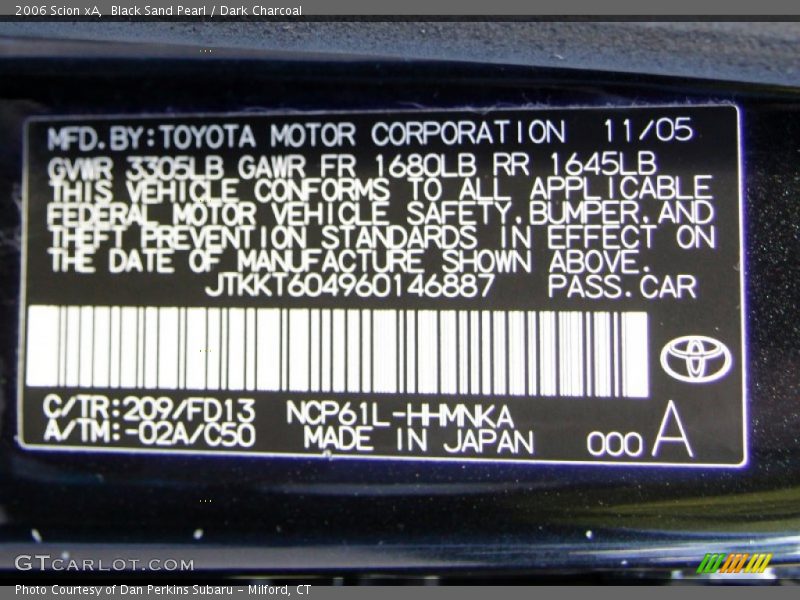 2006 Scion xA, Black Sand Pearl / Dark Charcoal
MFD.BY:TOYOTA MOTOR CORPORATION 11/05
GVWR 3305LB GAWR FR 1680LB RR 1645LB
THIS VEHICLE CONFORMS TO ALL APPLICABLE
FEDERAL MOTOR VEHICLE SAFETY,BUMPER,AND
THEFT PREVENTION STANDARDS IN EFFECT ON
THE DATE OF MANUFACTURE SHOWN ABOVE.
JTKKT604960146887 PASS.CAR
C/TR:209/FD13 NCP61L-HHMNKA
A/TM:-02A/C50 MADE IN JAPAN 000 A
GTCARLOT.COM
Photo Courtesy of Dan Perkins Subaru - Milford, CT